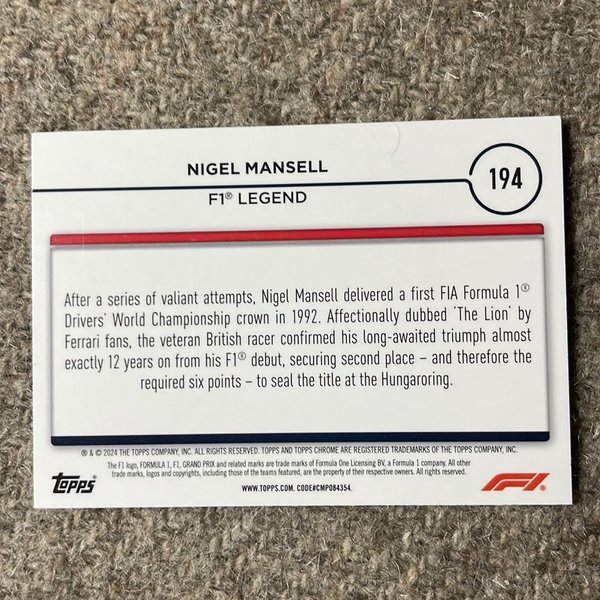 NIGEL MANSELL
194
F1® LEGEND
After a series of valiant attempts, Nigel Mansell delivered a first FIA Formula 1®
Drivers' World Championship crown in 1992. Affectionally dubbed 'The Lion' by
Ferrari fans, the veteran British racer confirmed his long-awaited triumph almost
exactly 12 years on from his F1® debut, securing second place – and therefore the
required six points – to seal the title at the Hungaroring.
® & © 2024 THE TOPPS COMPANY, INC. ALL RIGHTS RESERVED. TOPPS AND TOPPS CHROME ARE REGISTERED TRADEMARKS OF THE TOPPS COMPANY, INC.
The F1 logo, FORMULA 1, F1, GRAND PRIX and related marks are trade marks of Formula One Licensing BV, a Formula 1 company. All other
trade marks, logos and copyrights, including those of the teams featured, are the property of their respective owners. All rights reserved.
Topps
WWW.TOPPS.COM. CODE#CMP084354.
F1®